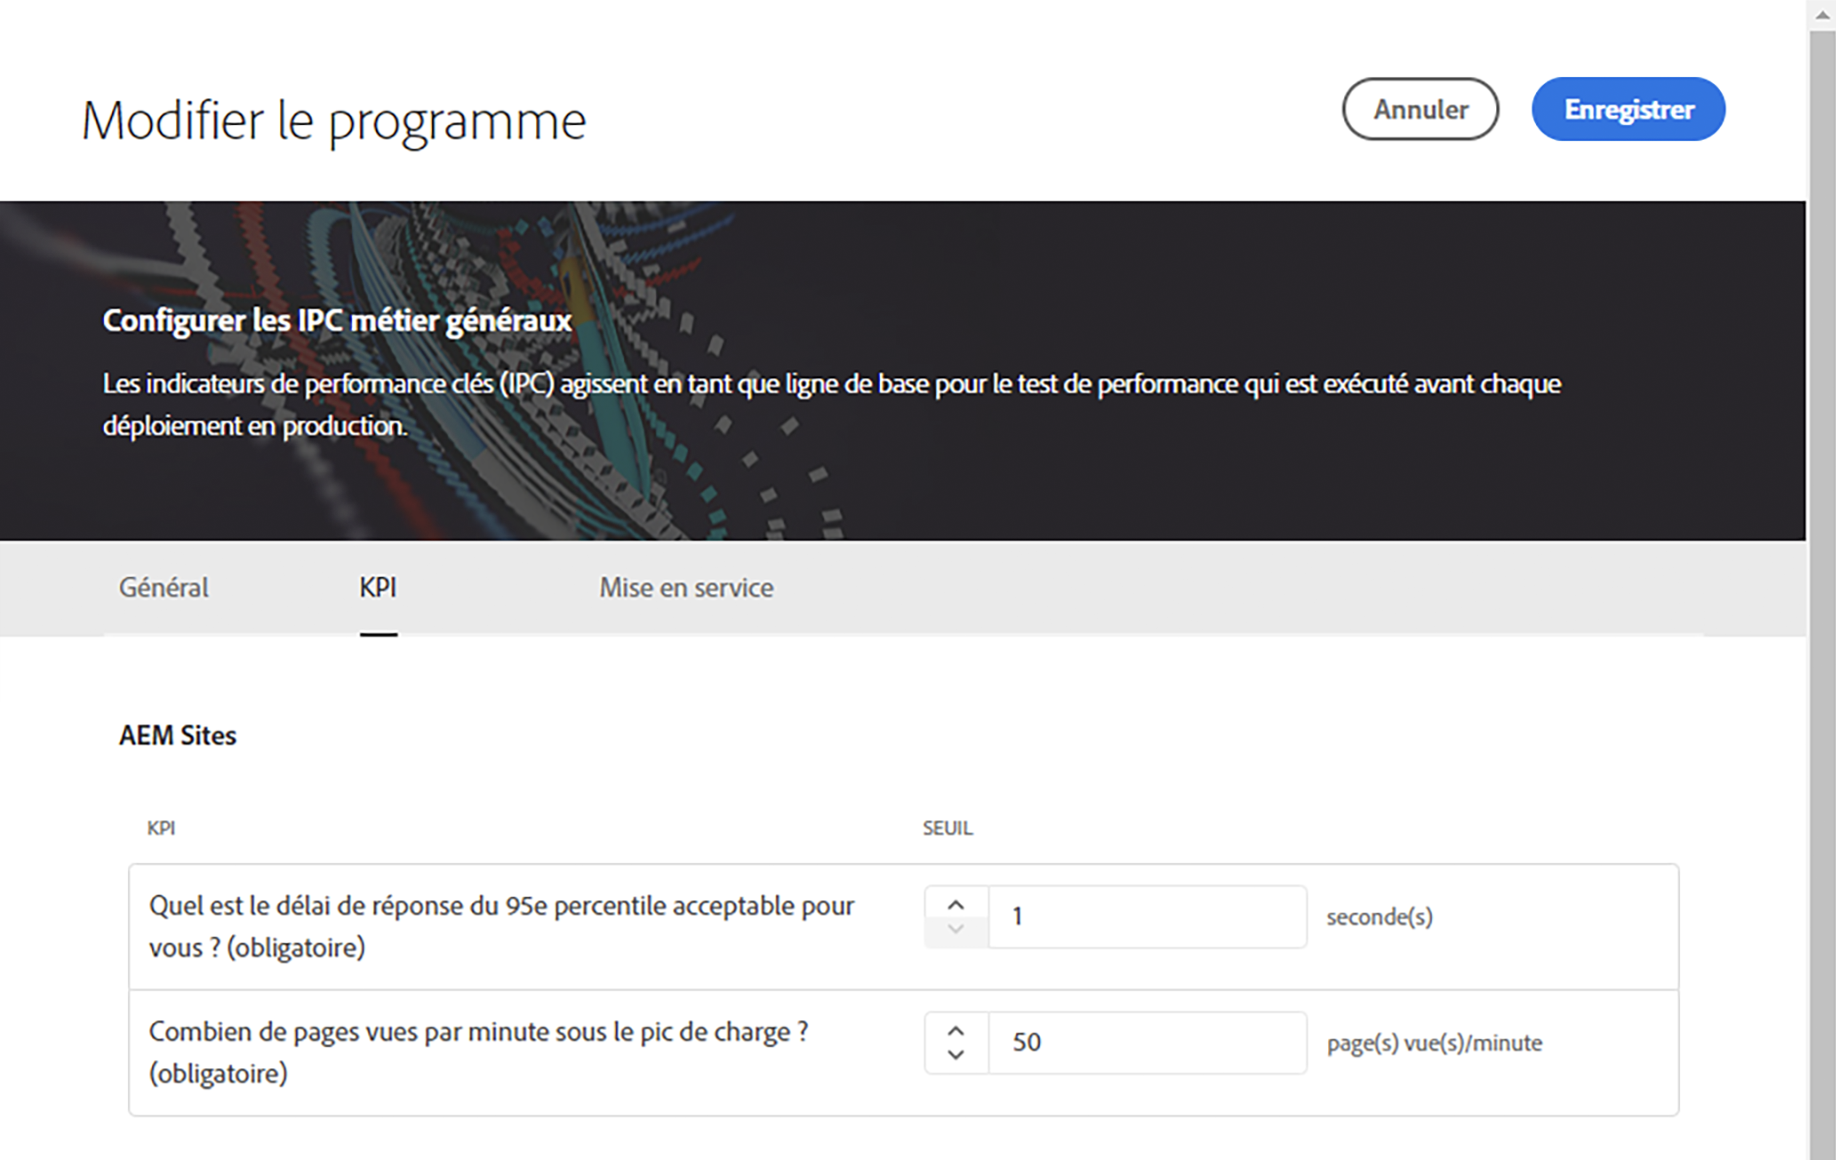 Modifier le programme
Annuler
Enregistrer
Configurer les IPC métier généraux
Les indicateurs de performance clés (IPC) agissent en tant que ligne de base pour le test de performance qui est exécuté avant chaque
déploiement en production.
Général
KPI
Mise en service
AEM Sites
KPI
SEUIL
Quel est le délai de réponse du 95e percentile acceptable pour
vous ? (obligatoire)
1
seconde(s)
Combien de pages vues par minute sous le pic de charge ?
(obligatoire)
50
page(s) vue(s)/minute